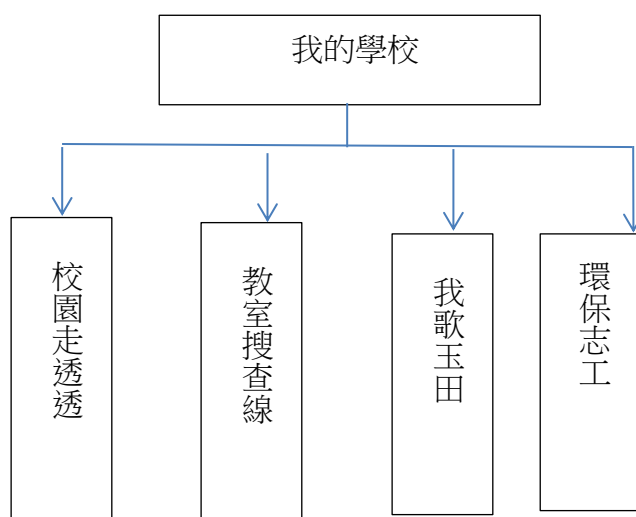 我的學校
校園走透透
教室搜查線
我歌玉田
環保志工